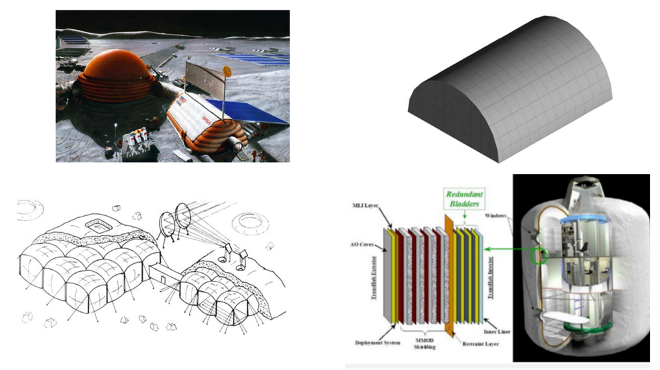 Redundant
Bladders
MLI Layer
Windows
AO Cover
TransHab Exterior
TransHab Interior
Inner Liner
Deployment System
MMOD
Shielding
Restraint Layer